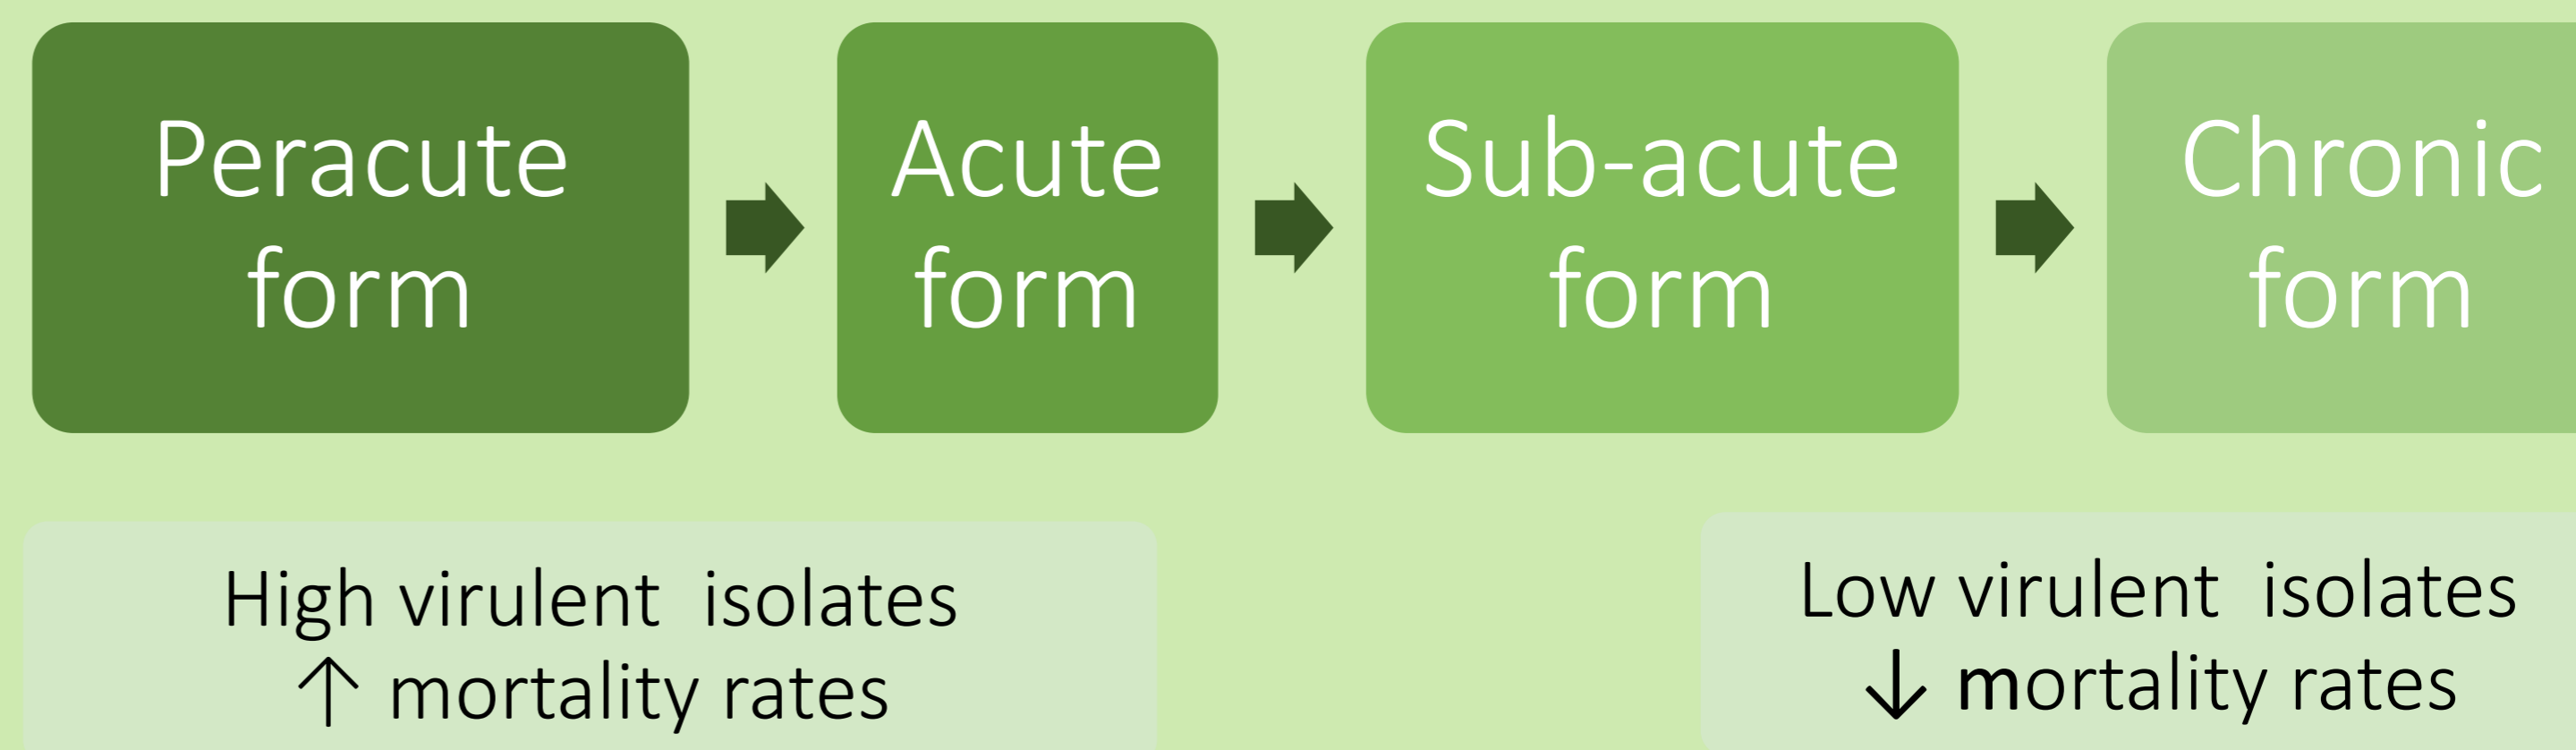 Peracute
form
Acute
form
Sub-acute
form
Chronic
form
High virulent  isolates
↑ mortality rates
Low virulent  isolates
↓ mortality rates